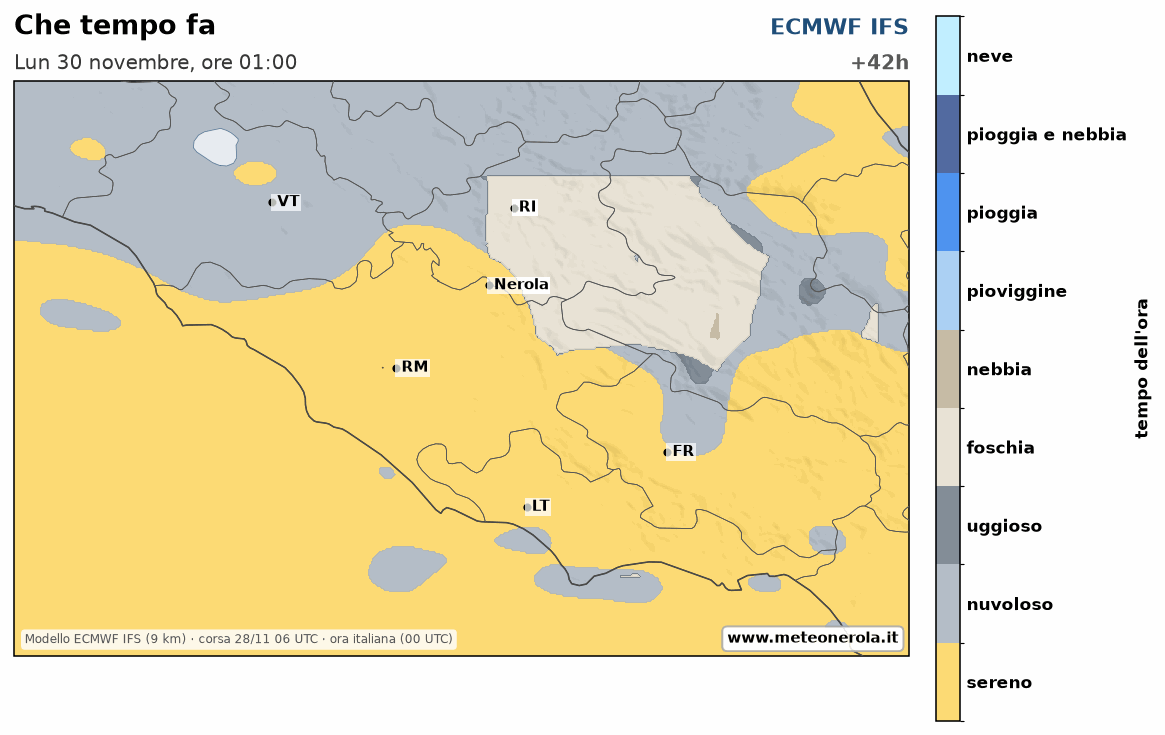 Che tempo fa
ECMWF IFS
Lun 30 novembre, ore 01:00
+42h
neve
pioggia e nebbia
pioggia
pioviggine
nebbia
foschia
uggioso
nuvoloso
sereno
tempo dell'ora
VT
RI
Nerola
RM
FR
LT
Modello ECMWF IFS (9 km) · corsa 28/11 06 UTC · ora italiana (00 UTC)
www.meteonerola.it